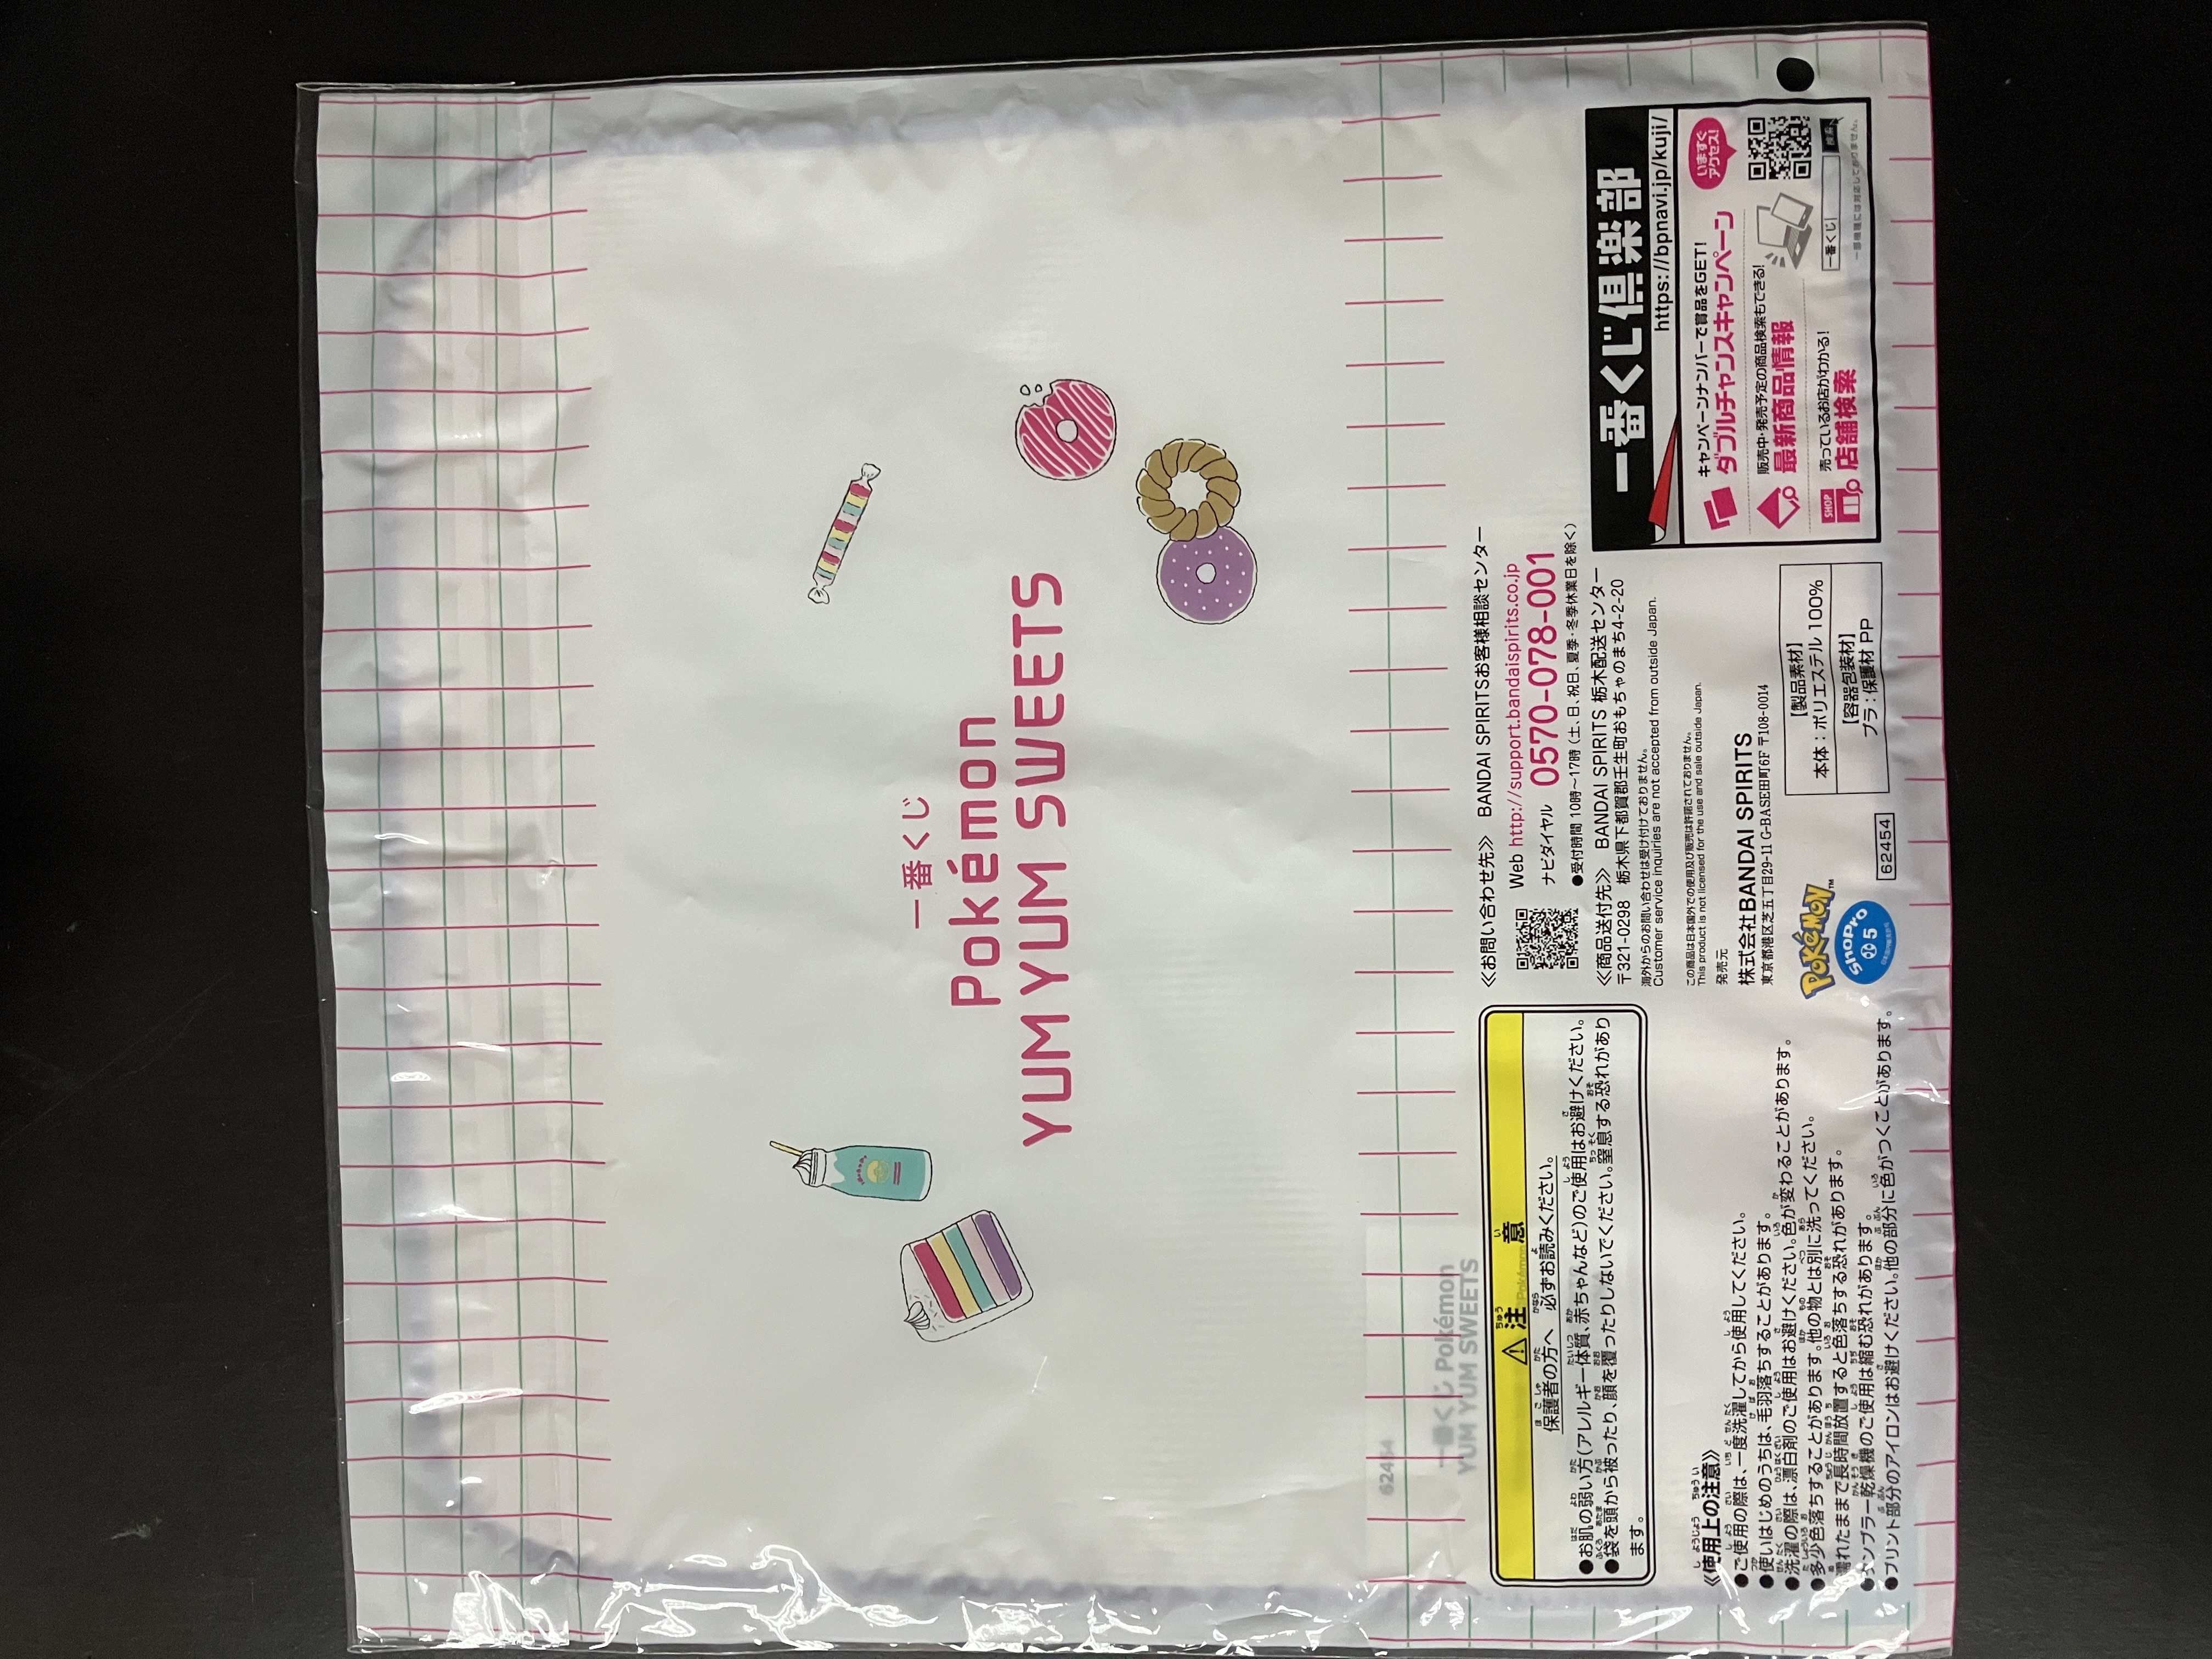 一番くじ
Pokémon
YUM YUM SWEETS
62454
一番くじ Pokémon
YUM YUM SWEETS
⚠注意
保護者の方へ 必ずお読みください。
●お肌の弱い方(アレルギー体質、赤ちゃんなど)のご使用はお避けください。
●袋を頭から被ったり、顔を覆ったりしないでください。窒息する恐れがあり
ます。
《使用上の注意》
●ご使用の際は、一度洗濯してから使用してください。
●使いはじめのうちは、毛羽落ちすることがあります。
●洗濯の際は、漂白剤のご使用はお避けください。色が変わることがあります。
●多少色落ちすることがあります。他の物とは別に洗ってください。
濡れたままで長時間放置すると色落ちする恐れがあります。
●タンブラー乾燥機のご使用は縮む恐れがあります。
●プリント部分のアイロンはお避けください。他の部分に色がつくことがあります。
《お問い合わせ先》 BANDAI SPIRITSお客様相談センター
Web http://support.bandaispirits.co.jp
ナビダイヤル 0570-078-001
●受付時間 10時〜17時 (土、日、祝日、夏季・冬季休業日を除く)
《商品送付先》 BANDAI SPIRITS 栃木配送センター
〒321-0298 栃木県下都賀郡壬生町おもちゃのまち4-2-20
海外からのお問い合わせは受け付けておりません。
Customer service inquiries are not accepted from outside Japan.
この商品は日本国外での使用及び販売は許諾されておりません。
This product is not licensed for the use and sale outside Japan.
発売元
株式会社BANDAI SPIRITS
東京都港区芝五丁目29-11 G-BASE田町6F 〒108-0014
POKéMON™
ShoPro
5
62454
【製品素材】
本体：ポリエステル 100%
【容器包装材】
プラ：保護材 PP
一番くじ倶楽部
https://bpnavi.jp/kuji/
キャンペーンナンバーで賞品をGET!
ダブルチャンスキャンペーン
いますぐ
アクセス!
販売中・発売予定の商品検索もできる!
最新商品情報
売っているお店がわかる!
SHOP
店舗検索
一番くじ 検索
一部機種には対応しておりません。